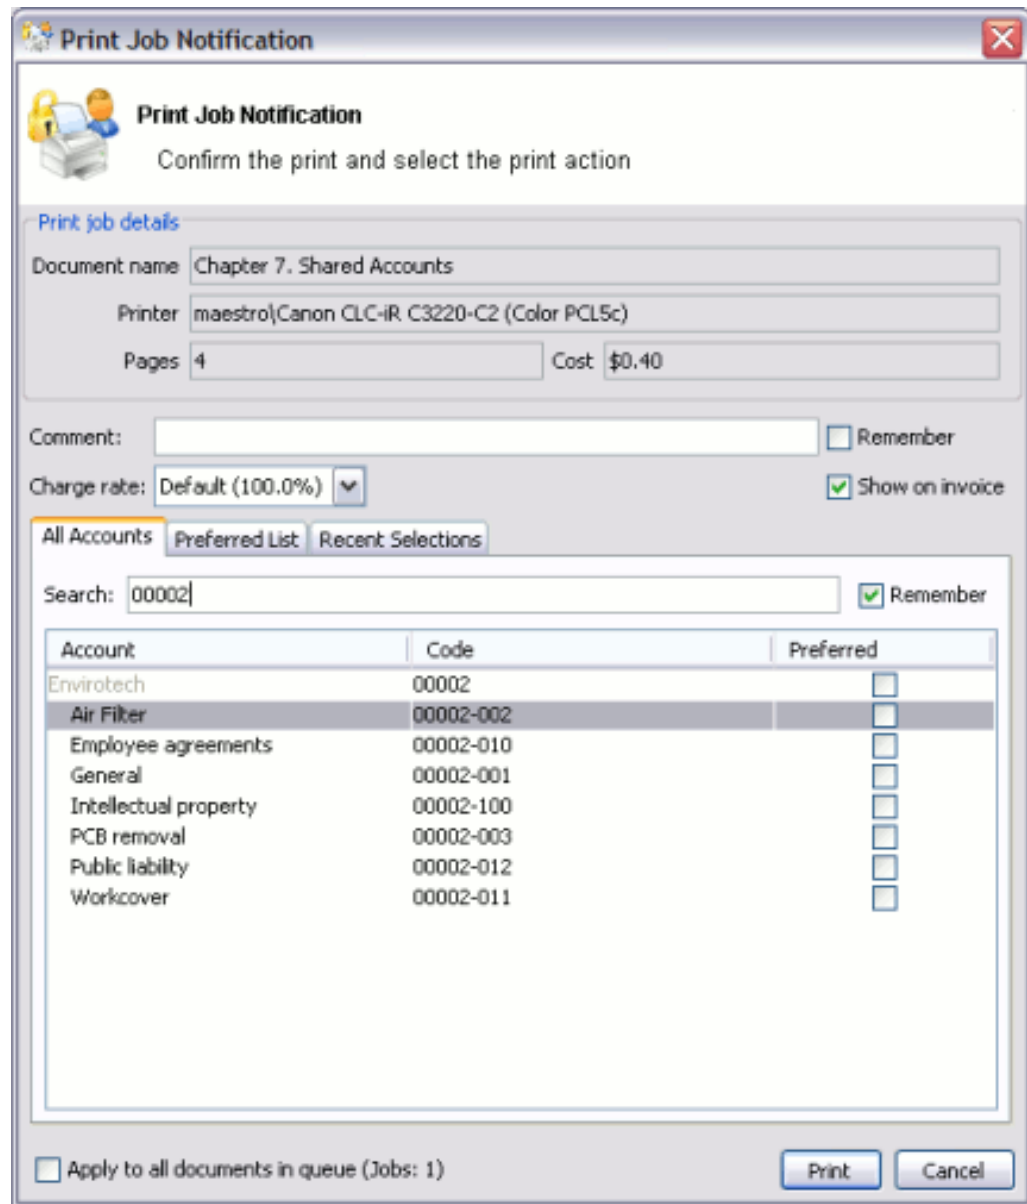 Print Job Notification
Print Job Notification
Confirm the print and select the print action
Print job details
Document name Chapter 7. Shared Accounts
Printer maestro\Canon CLC-iR C3220-C2 (Color PCL5c)
Pages 4 Cost $0.40
Comment: Remember
Charge rate: Default (100.0%) Show on invoice
All Accounts Preferred List Recent Selections
Search: 00002 Remember
Account Code Preferred
Envirotech 00002
Air Filter 00002-002
Employee agreements 00002-010
General 00002-001
Intellectual property 00002-100
PCB removal 00002-003
Public liability 00002-012
Workcover 00002-011
Apply to all documents in queue (Jobs: 1) Print Cancel